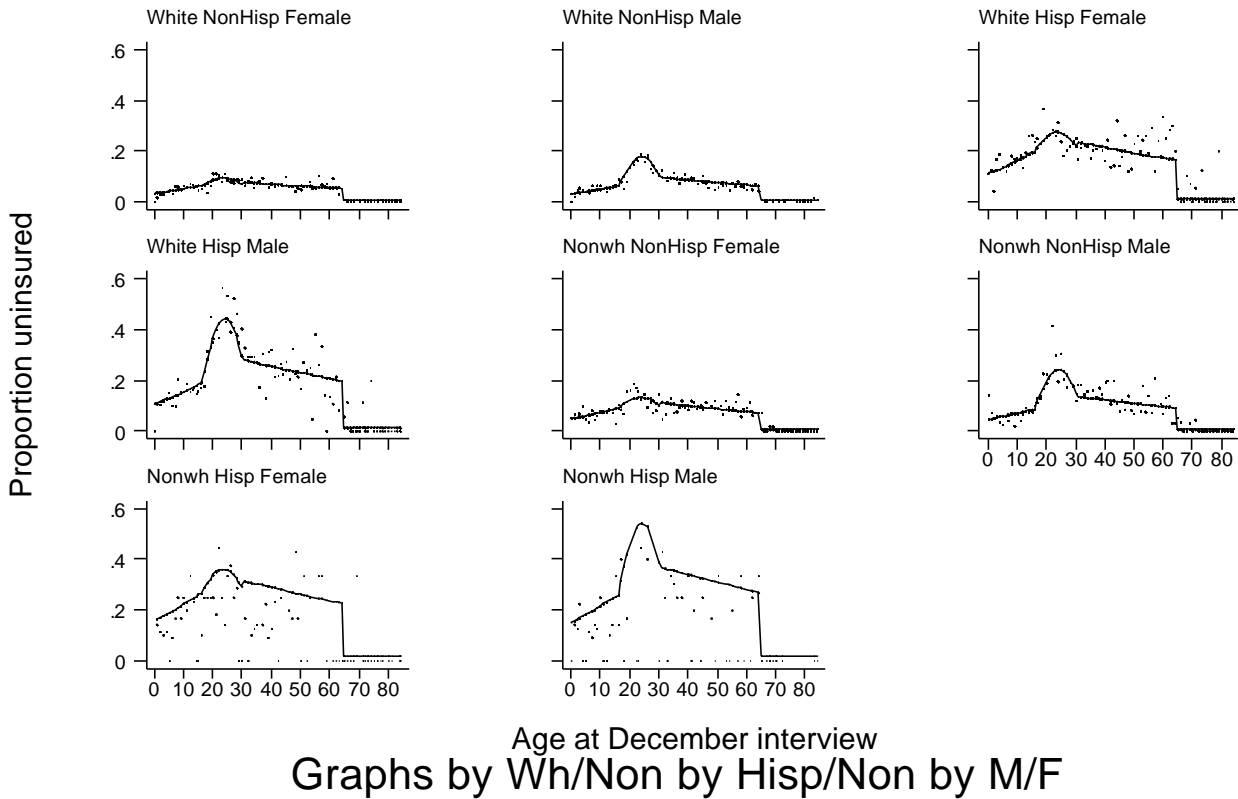 White NonHisp Female
White NonHisp Male
White Hisp Female
.6
.4
.2
0
White Hisp Male
Nonwh NonHisp Female
Nonwh NonHisp Male
.6
.4
.2
0
0 10 20 30 40 50 60 70 80
Nonwh Hisp Female
Nonwh Hisp Male
.6
.4
.2
0
0 10 20 30 40 50 60 70 80
0 10 20 30 40 50 60 70 80
Proportion uninsured
Age at December interview
Graphs by Wh/Non by Hisp/Non by M/F